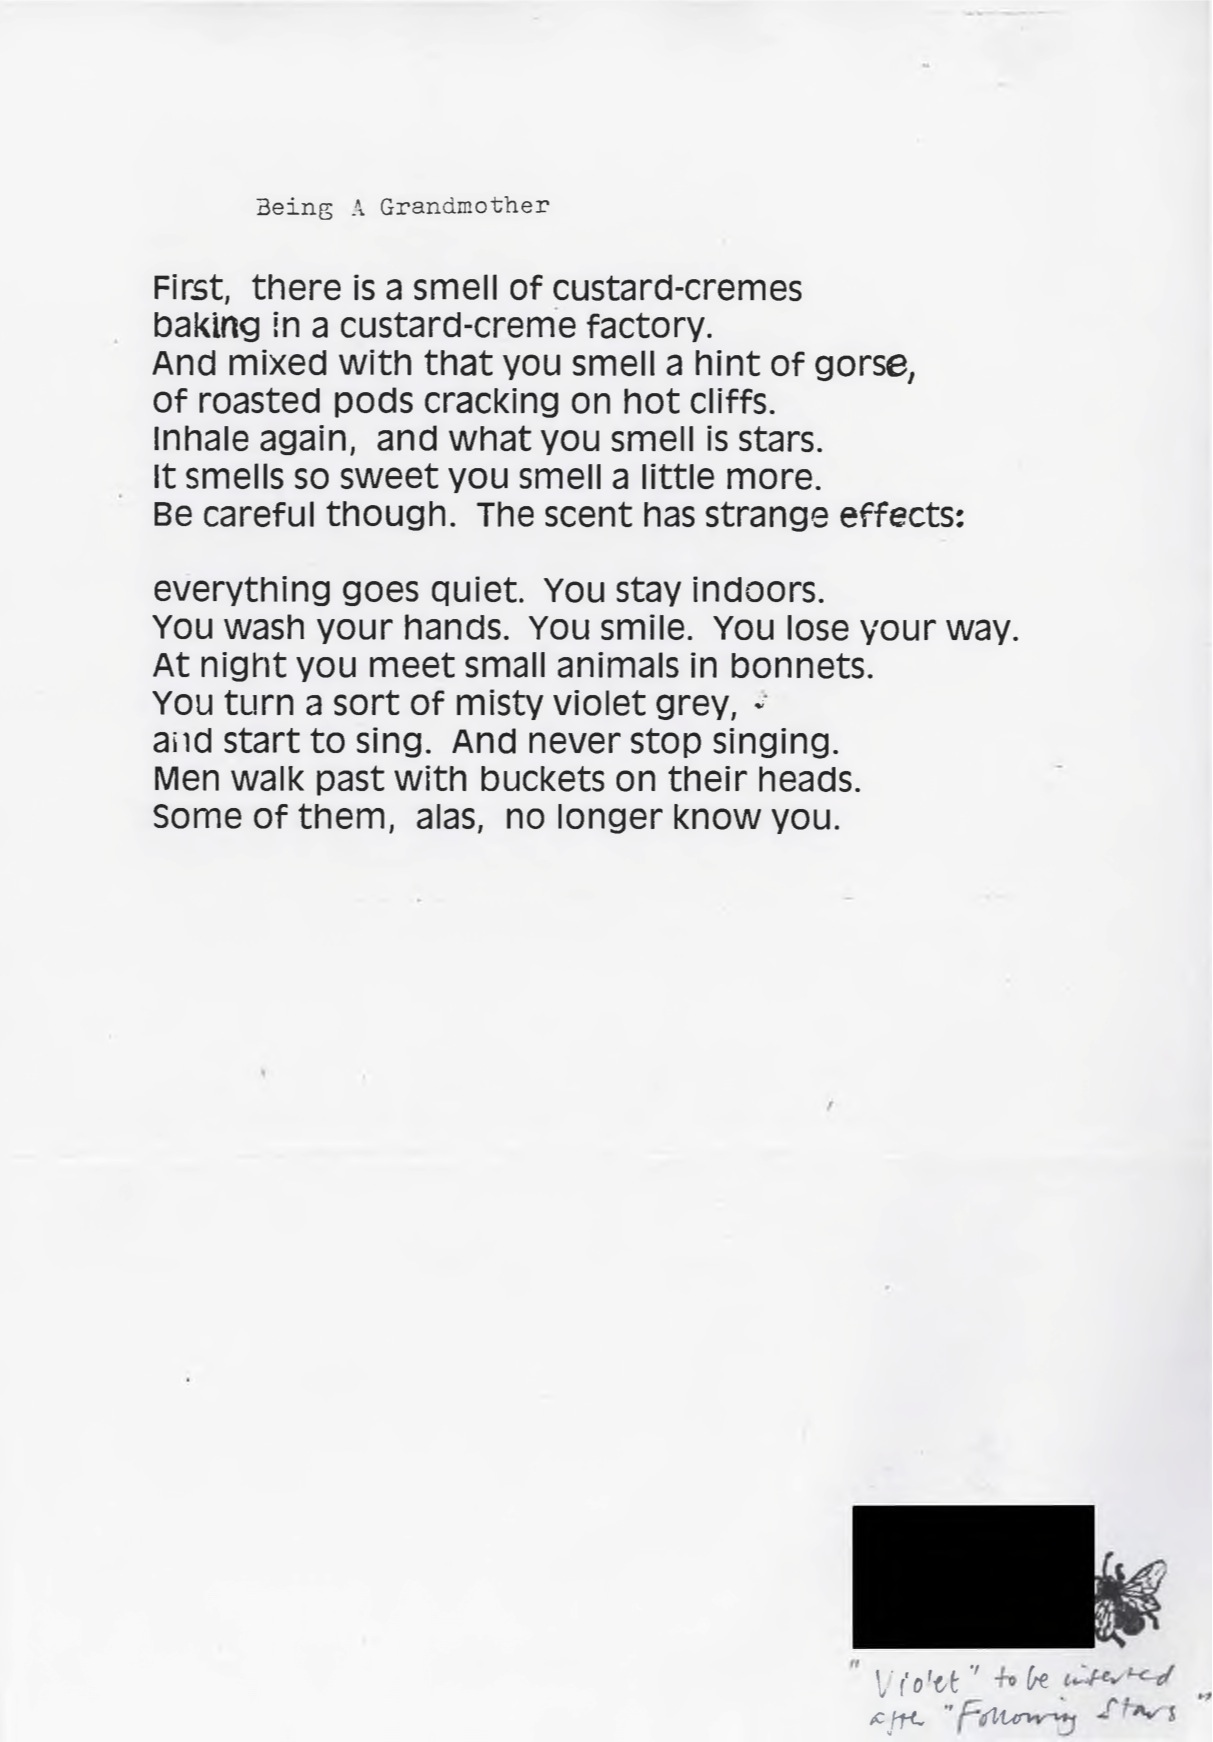 Being A Grandmother
First, there is a smell of custard-cremes
baking in a custard-creme factory.
And mixed with that you smell a hint of gorse,
of roasted pods cracking on hot cliffs.
Inhale again, and what you smell is stars.
It smells so sweet you smell a little more.
Be careful though. The scent has strange effects:
everything goes quiet. You stay indoors.
You wash your hands. You smile. You lose your way.
At night you meet small animals in bonnets.
You turn a sort of misty violet grey,
and start to sing. And never stop singing.
Men walk past with buckets on their heads.
Some of them, alas, no longer know you.
"Violet" to be inserted
after "Following Stars"